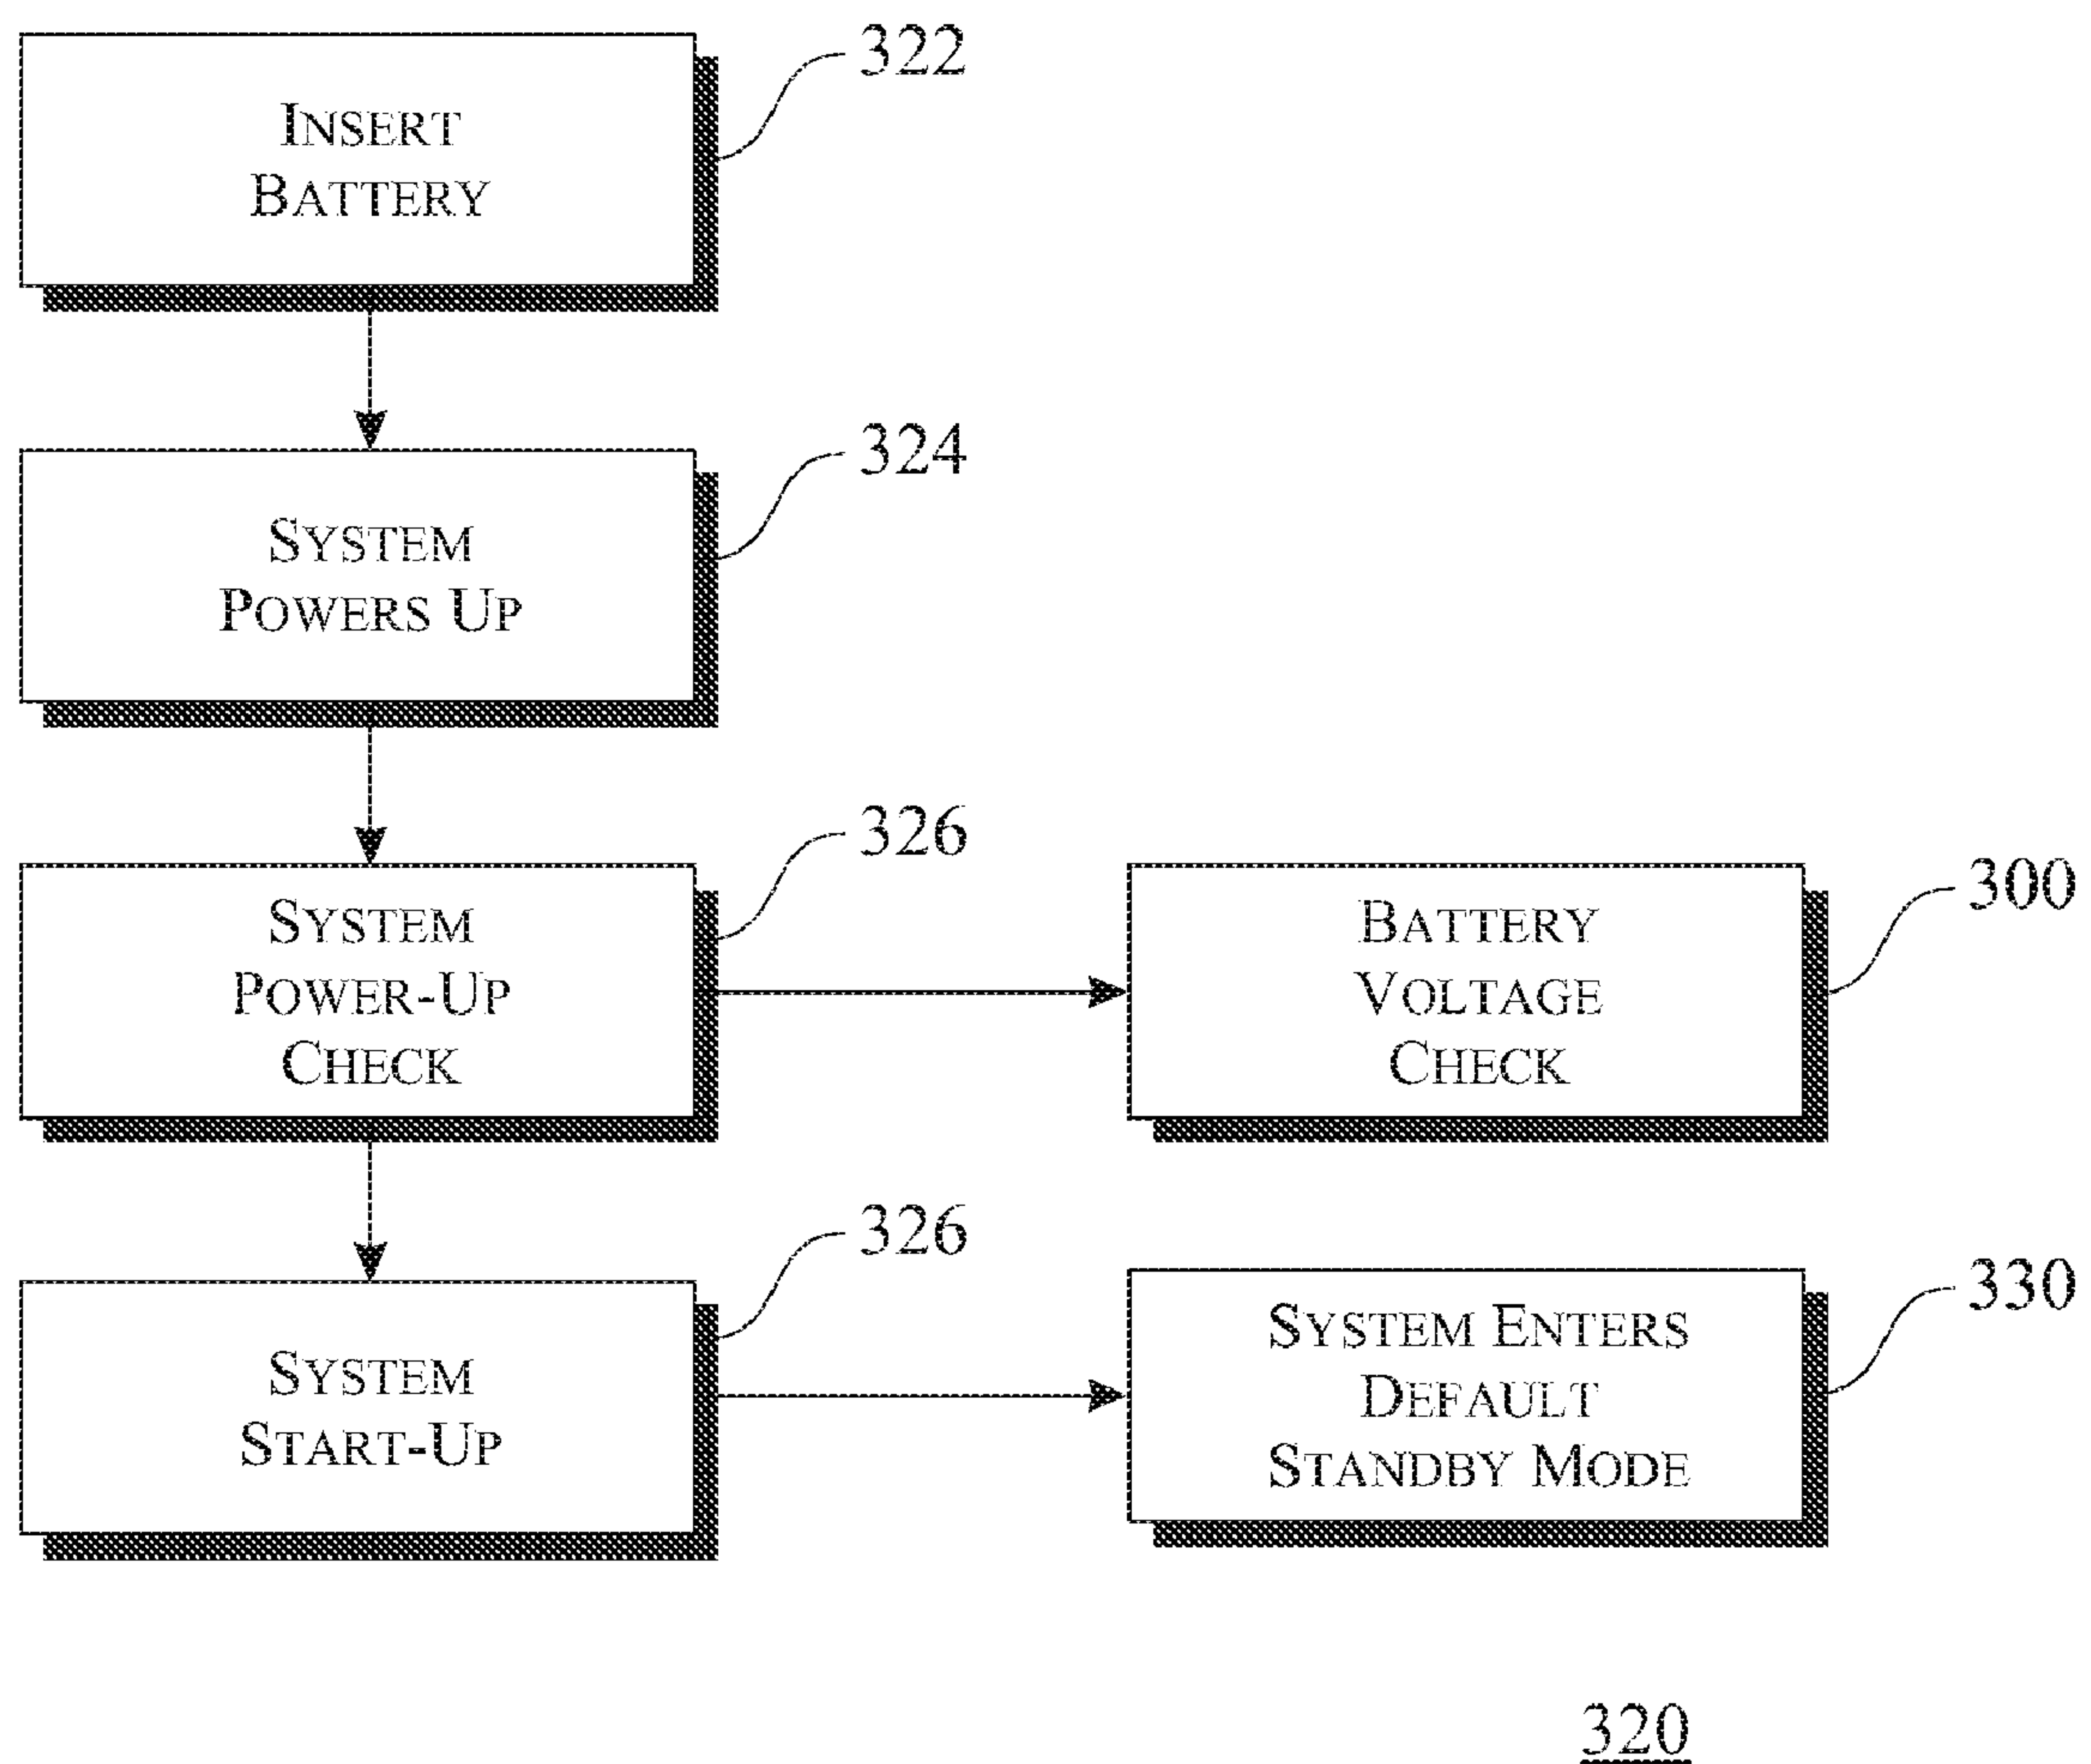 322
INSERT
BATTERY
324
SYSTEM
POWERS UP
326
SYSTEM
POWER-UP
CHECK
300
BATTERY
VOLTAGE
CHECK
326
SYSTEM
START-UP
330
SYSTEM ENTERS
DEFAULT
STANDBY MODE
320